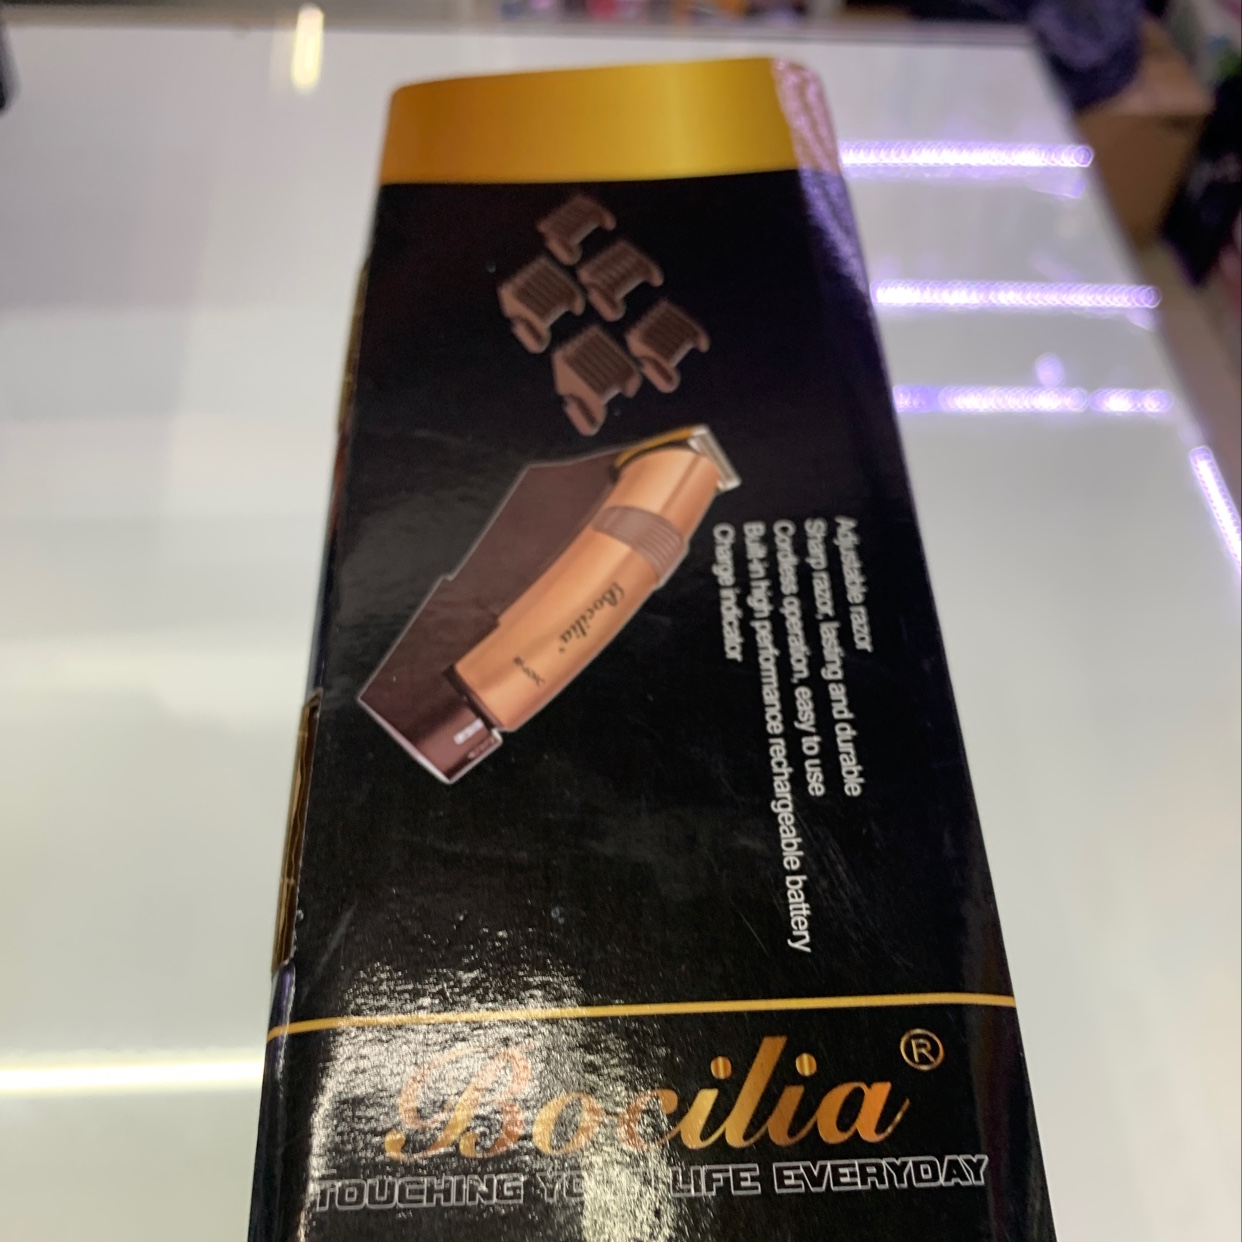 Adjustable razor
Sharp razor, lasting and durable
Cordless operation, easy to use
Built-in high performance rechargeable battery
Charge indicator
Bocilia
Bocilia®
TOUCHING LIFE EVERYDAY